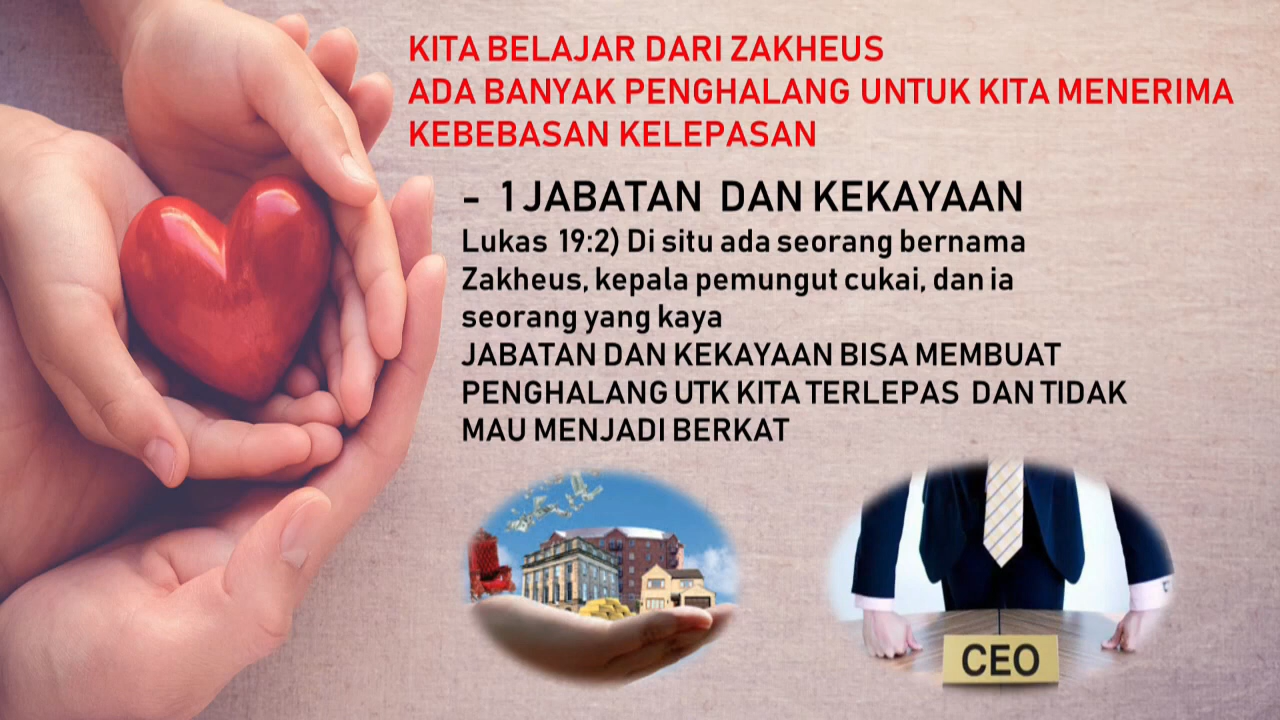 KITA BELAJAR DARI ZAKHEUS
ADA BANYAK PENGHALANG UNTUK KITA MENERIMA
KEBEBASAN KELEPASAN
- 1 JABATAN DAN KEKAYAAN
Lukas 19:2) Di situ ada seorang bernama
Zakheus, kepala pemungut cukai, dan ia
seorang yang kaya
JABATAN DAN KEKAYAAN BISA MEMBUAT
PENGHALANG UTK KITA TERLEPAS DAN TIDAK
MAU MENJADI BERKAT
CEO